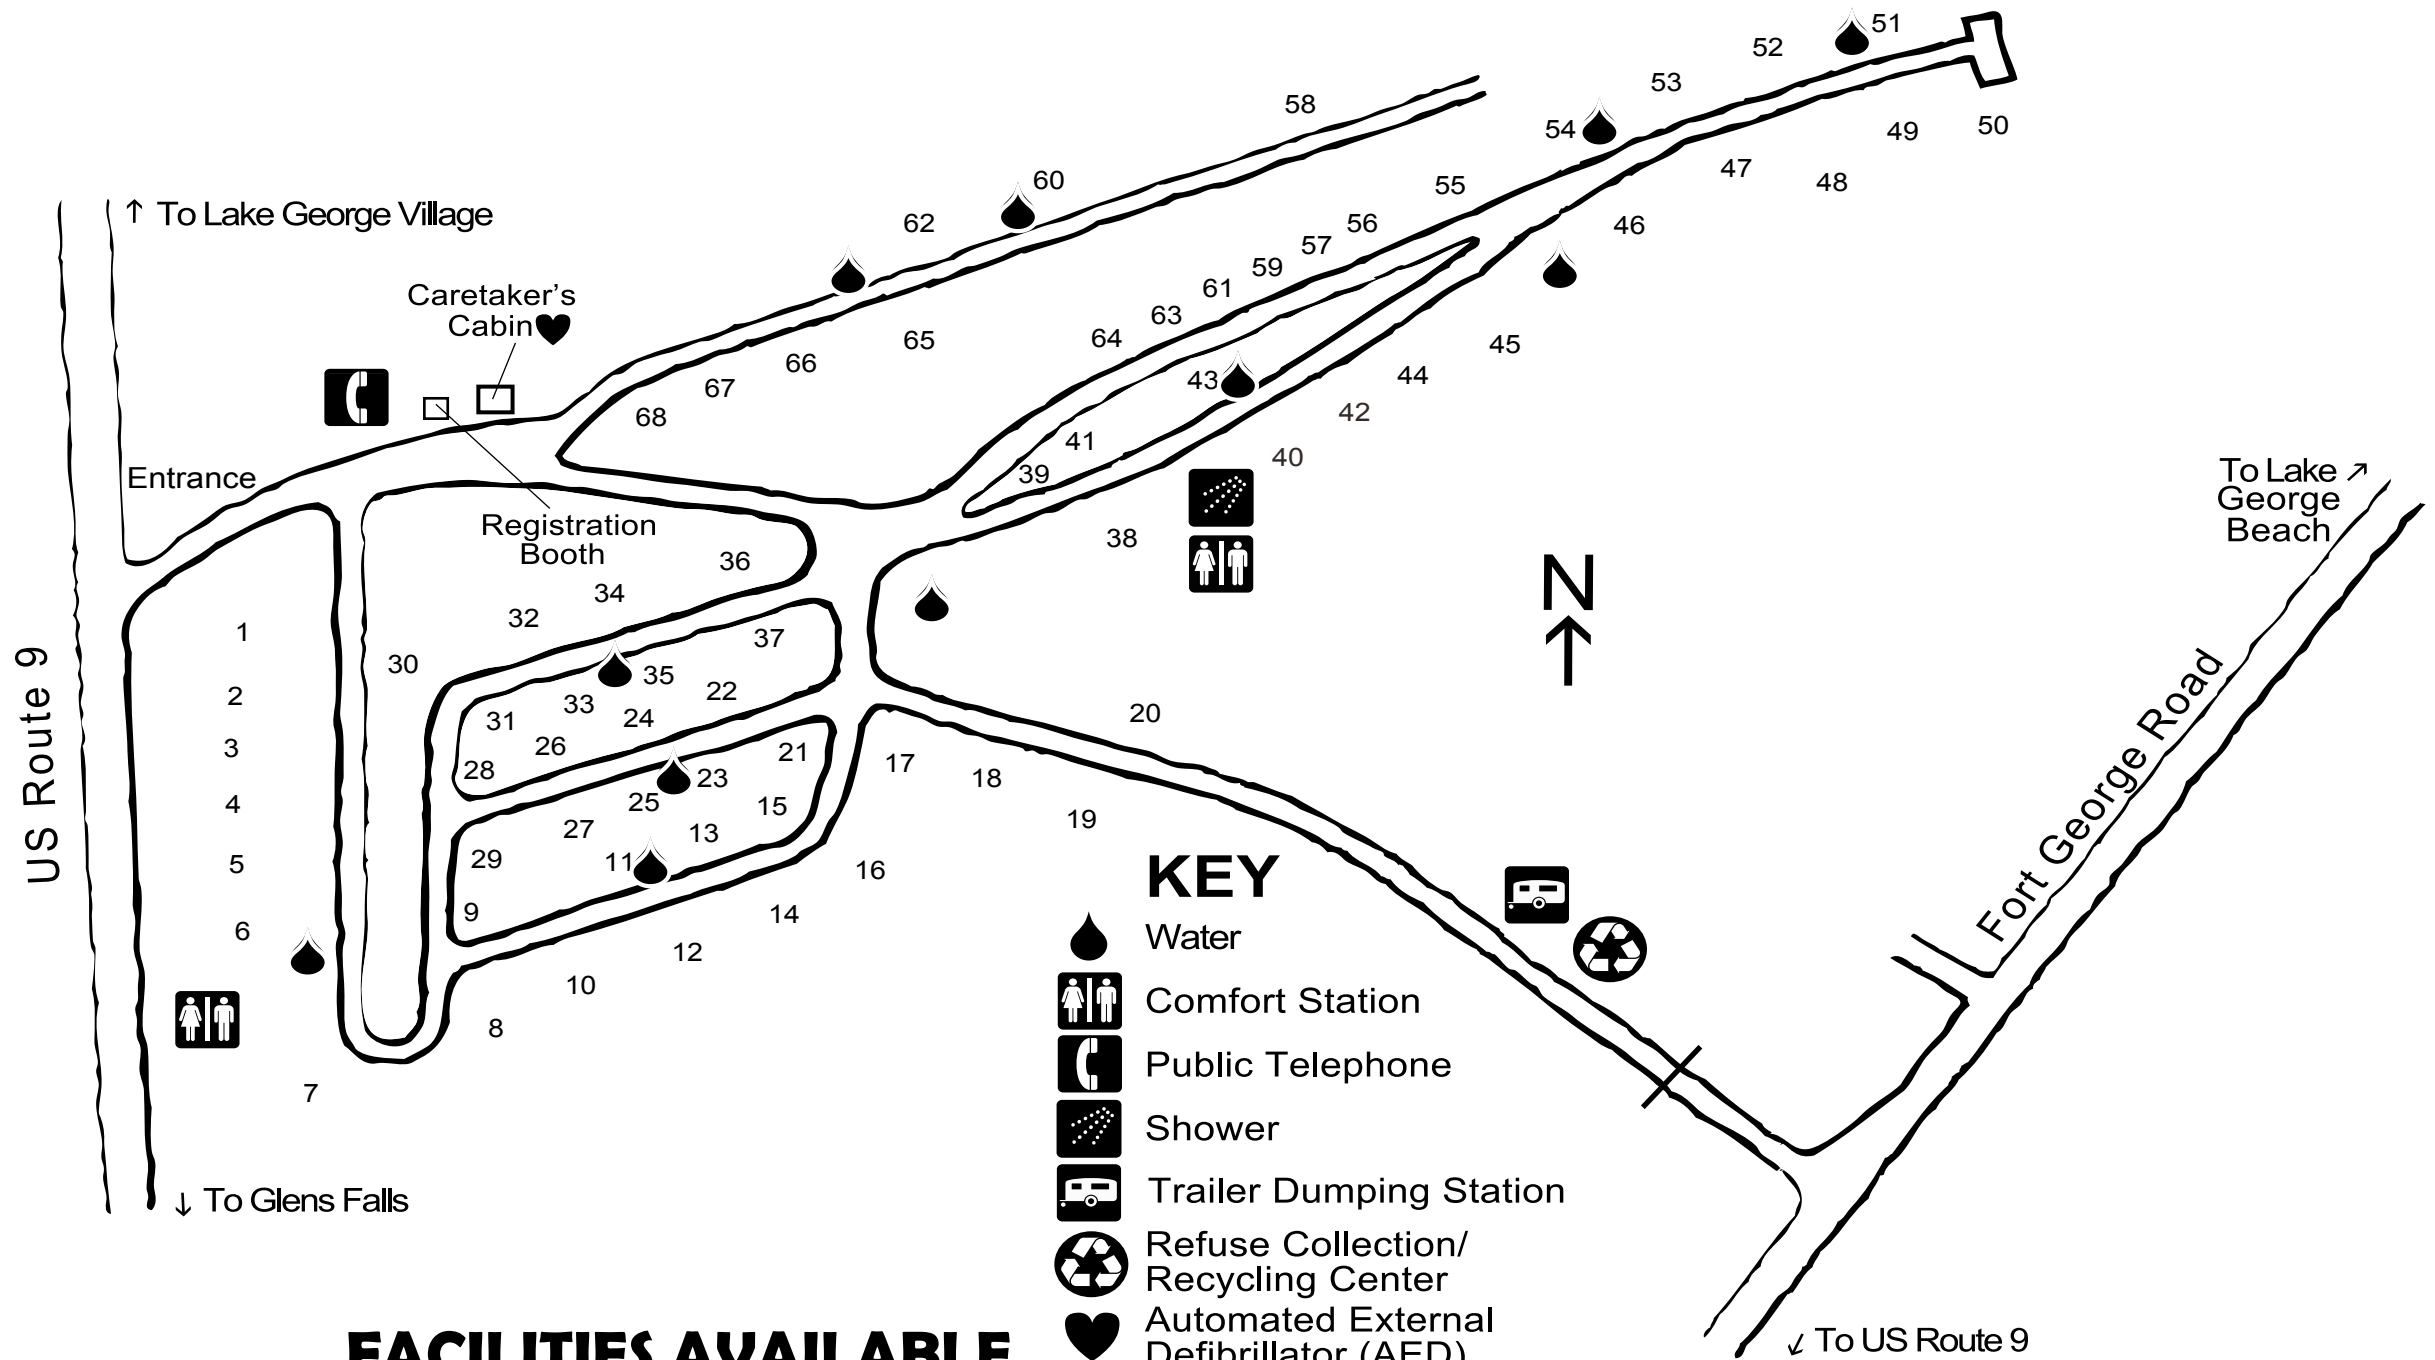 51
52
53
58
54
49
50
47
48
60
55
46
62
56
57
59
61
63
64
65
45
66
67
68
43
44
42
41
39
40
38
↑ To Lake George Village
Caretaker's
Cabin
Entrance
Registration
Booth
To Lake ↗
George
Beach
N
US Route 9
Fort George Road
36
34
32
30
37
35
33
31
22
24
26
28
1
2
3
4
5
6
7
20
17
18
19
21
23
25
27
29
15
13
11
9
16
14
12
10
8
↓ To Glens Falls
KEY
Water
Comfort Station
Public Telephone
Shower
Trailer Dumping Station
Refuse Collection/
Recycling Center
Automated External
Defibrillator (AED)
↙ To US Route 9
FACILITIES AVAILABLE